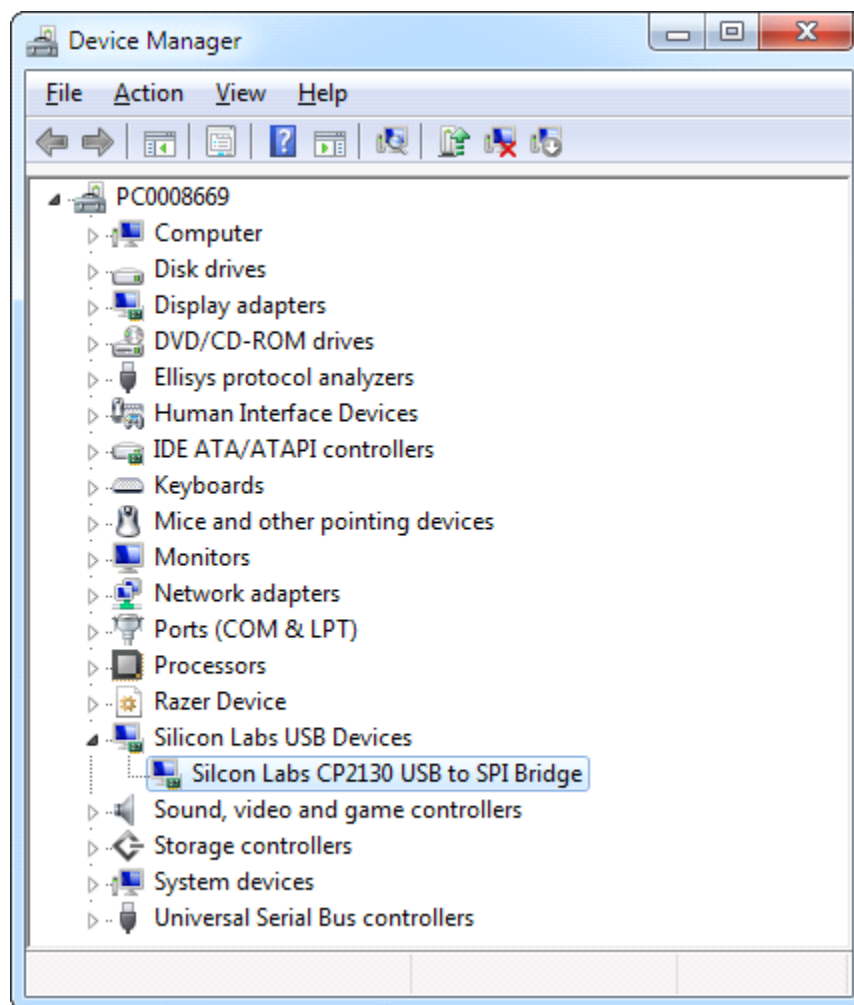 Device Manager
File Action View Help
PC0008669
Computer
Disk drives
Display adapters
DVD/CD-ROM drives
Ellisys protocol analyzers
Human Interface Devices
IDE ATA/ATAPI controllers
Keyboards
Mice and other pointing devices
Monitors
Network adapters
Ports (COM & LPT)
Processors
Razer Device
Silicon Labs USB Devices
Silcon Labs CP2130 USB to SPI Bridge
Sound, video and game controllers
Storage controllers
System devices
Universal Serial Bus controllers